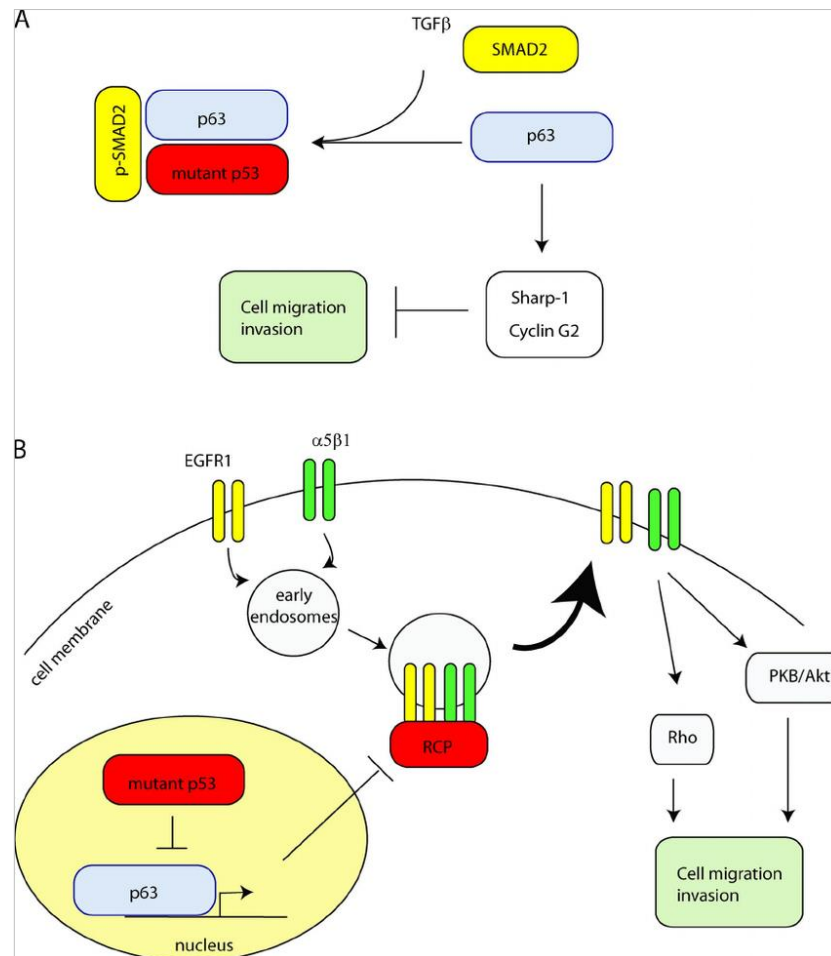 A
TGFβ
SMAD2
p-SMAD2
p63
mutant p53
p63
Cell migration
invasion
Sharp-1
Cyclin G2
B
EGFR1
α5β1
cell membrane
early
endosomes
RCP
PKB/Akt
Rho
mutant p53
p63
nucleus
Cell migration
invasion